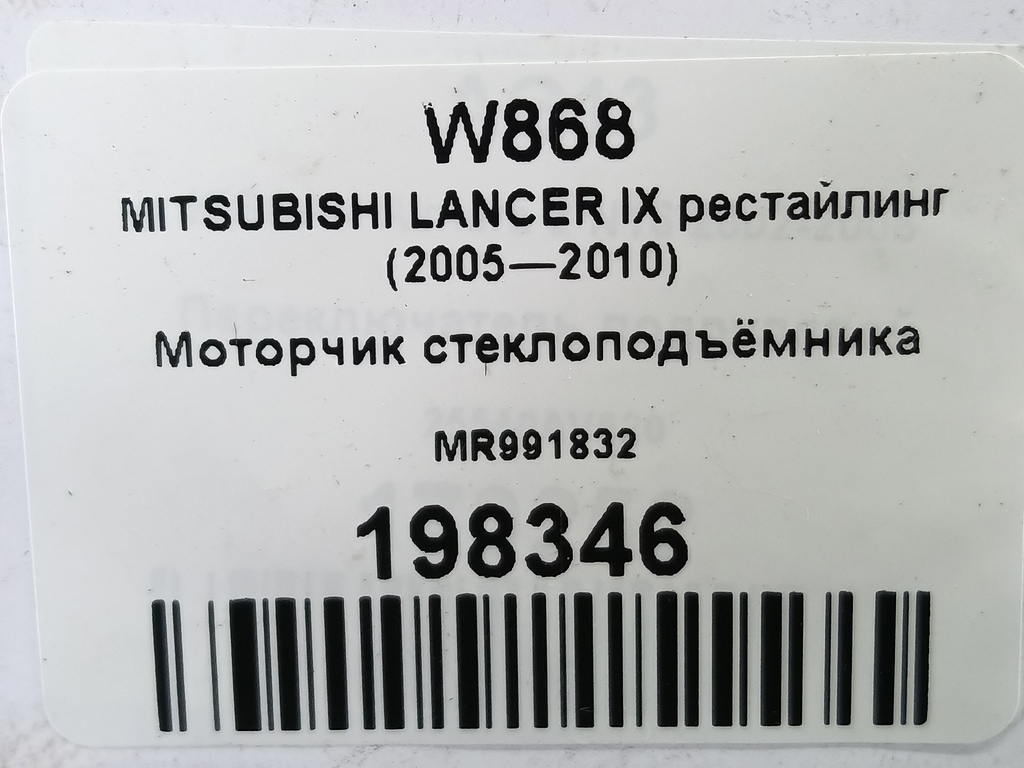 W868
MITSUBISHI LANCER IX рестайлинг
(2005—2010)
Моторчик стеклоподъёмника
MR991832
198346